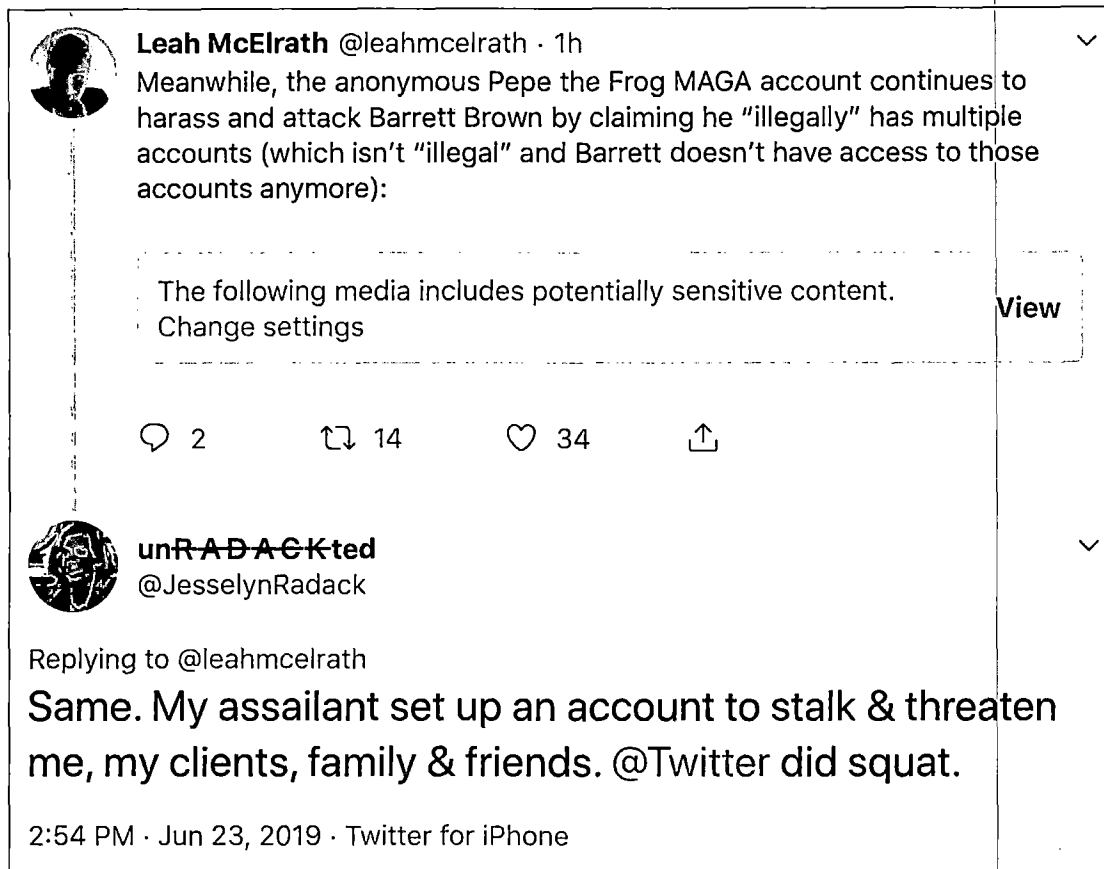 Leah McElrath @leahmcelrath · 1h
Meanwhile, the anonymous Pepe the Frog MAGA account continues to
harass and attack Barrett Brown by claiming he “illegally” has multiple
accounts (which isn’t “illegal” and Barrett doesn’t have access to those
accounts anymore):
The following media includes potentially sensitive content.
Change settings
View
2 14 34
unRADACKted
@JesselynRadack
Replying to @leahmcelrath
Same. My assailant set up an account to stalk & threaten
me, my clients, family & friends. @Twitter did squat.
2:54 PM · Jun 23, 2019 · Twitter for iPhone